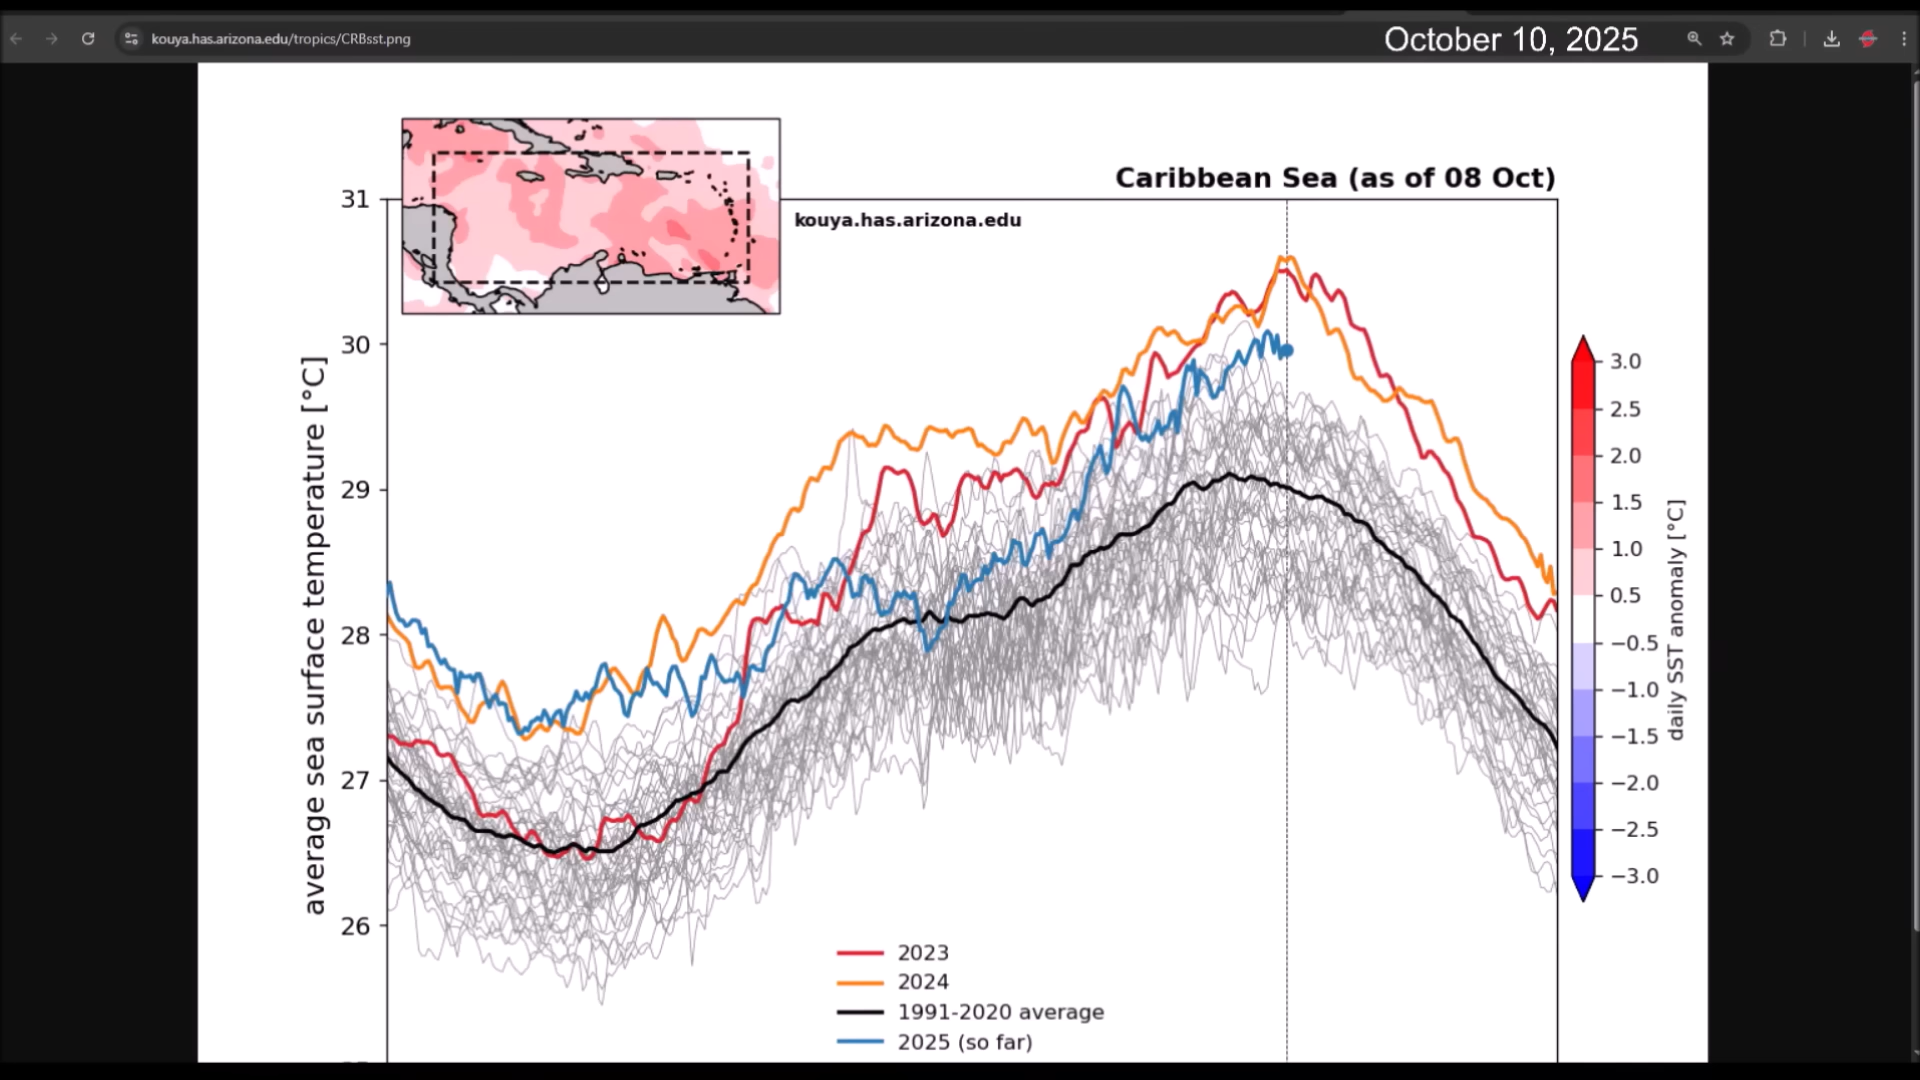 kouya.has.arizona.edu/tropics/CRBsst.png
October 10, 2025
Caribbean Sea (as of 08 Oct)
kouya.has.arizona.edu
average sea surface temperature [°C]
31
30
29
28
27
26
3.0
2.5
2.0
1.5
1.0
0.5
−0.5
−1.0
−1.5
−2.0
−2.5
−3.0
daily SST anomaly [°C]
2023
2024
1991-2020 average
2025 (so far)